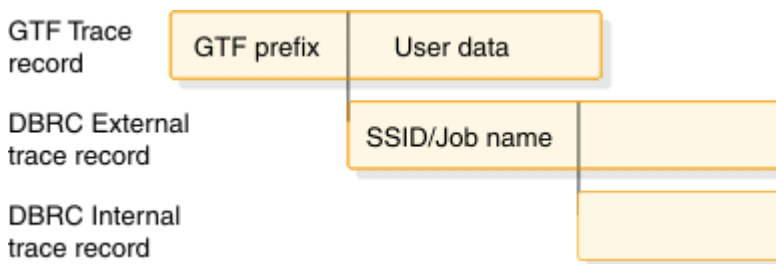 GTF Trace
record
GTF prefix
User data
DBRC External
trace record
SSID/Job name
DBRC Internal
trace record